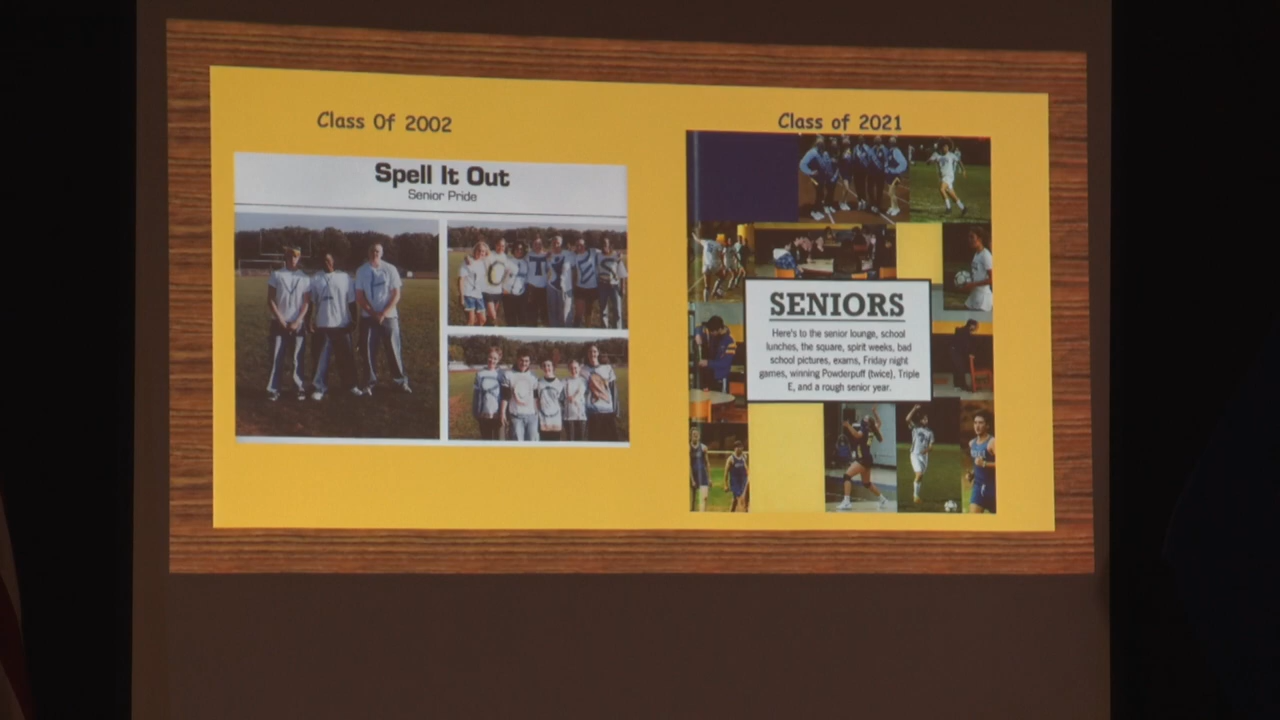 Class Of 2002
Spell It Out
Senior Pride
Class of 2021
SENIORS
Here's to the senior lounge, school
lunches, the square, spirit weeks, bad
school pictures, exams, Friday night
games, winning Powderpuff (twice), Triple
E, and a rough senior year.